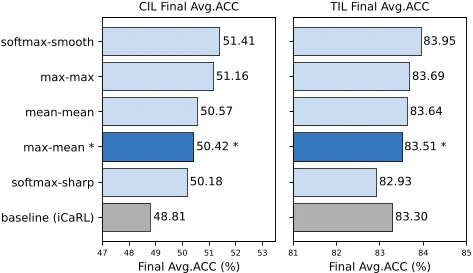 CIL Final Avg.ACC
softmax-smooth 51.41
max-max 51.16
mean-mean 50.57
max-mean * 50.42 *
softmax-sharp 50.18
baseline (iCaRL) 48.81
47 48 49 50 51 52 53
Final Avg.ACC (%)
TIL Final Avg.ACC
83.95
83.69
83.64
83.51 *
82.93
83.30
81 82 83 84 85
Final Avg.ACC (%)